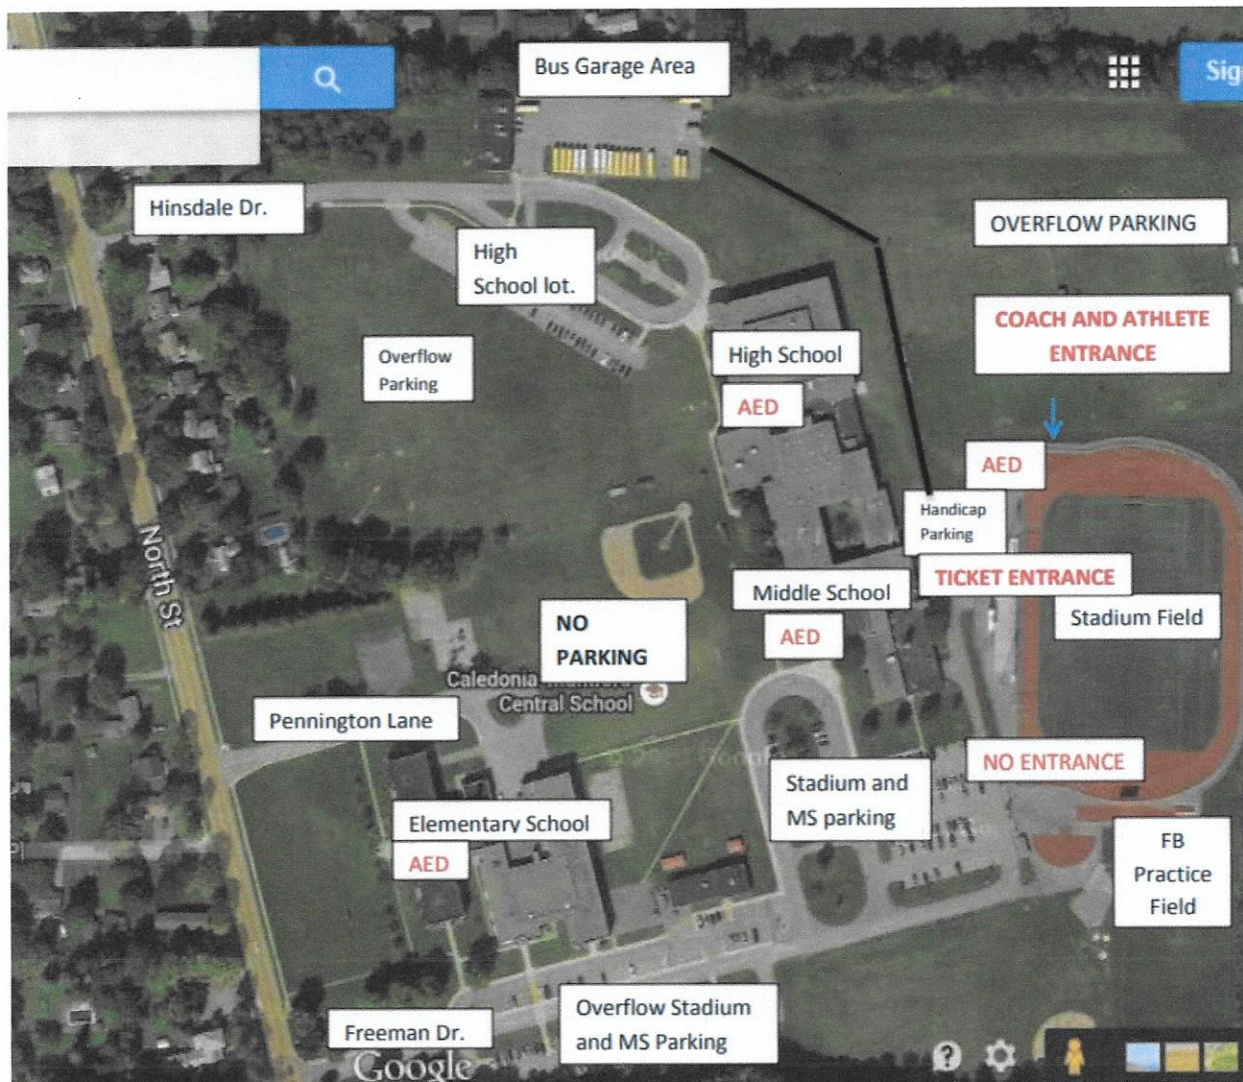 Bus Garage Area
Sig
Hinsdale Dr.
OVERFLOW PARKING
High
School lot.
COACH AND ATHLETE
ENTRANCE
Overflow
Parking
High School
AED
AED
Handicap
Parking
North St
TICKET ENTRANCE
Middle School
AED
Stadium Field
NO
PARKING
Caledonia
Central School
Pennington Lane
Google
NO ENTRANCE
Stadium and
MS parking
Elementary School
AED
FB
Practice
Field
Overflow Stadium
and MS Parking
Freeman Dr.
Google
?